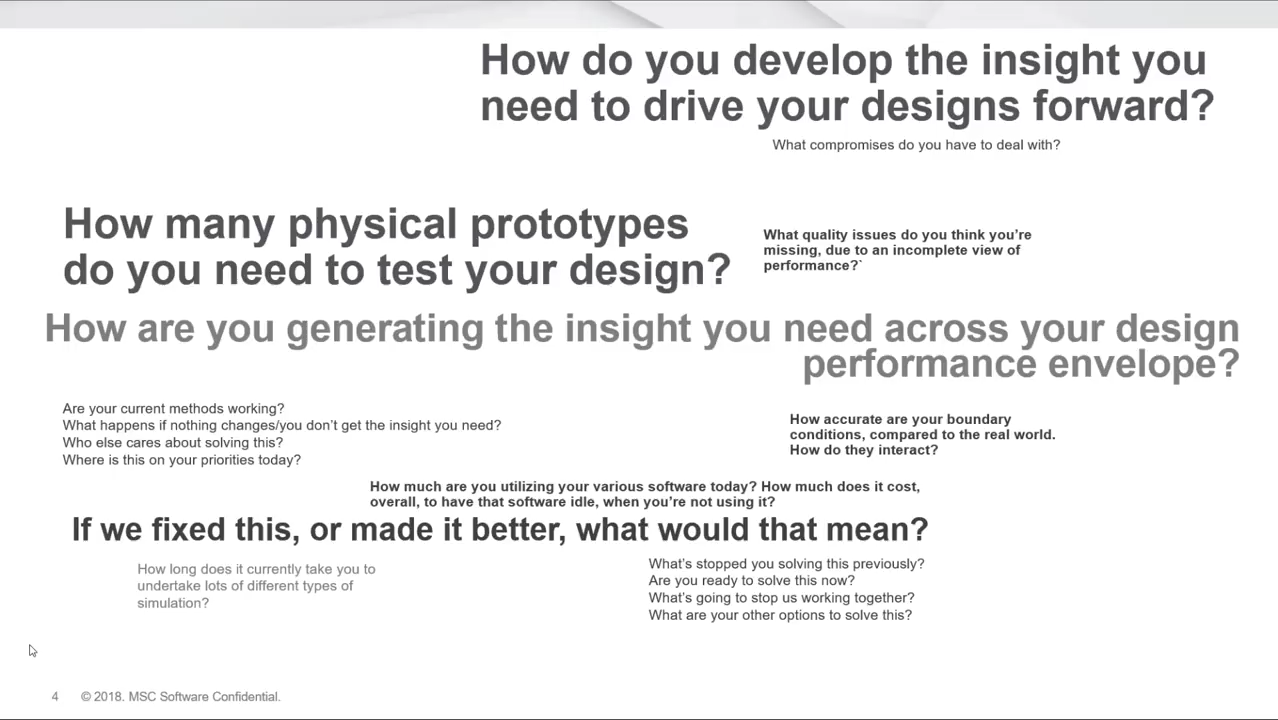 How do you develop the insight you
need to drive your designs forward?
What compromises do you have to deal with?
How many physical prototypes
do you need to test your design?
What quality issues do you think you’re
missing, due to an incomplete view of
performance?`
How are you generating the insight you need across your design
performance envelope?
Are your current methods working?
What happens if nothing changes/you don’t get the insight you need?
Who else cares about solving this?
Where is this on your priorities today?
How accurate are your boundary
conditions, compared to the real world.
How do they interact?
How much are you utilizing your various software today? How much does it cost,
overall, to have that software idle, when you’re not using it?
If we fixed this, or made it better, what would that mean?
How long does it currently take you to
undertake lots of different types of
simulation?
What’s stopped you solving this previously?
Are you ready to solve this now?
What’s going to stop us working together?
What are your other options to solve this?
4 © 2018. MSC Software Confidential.